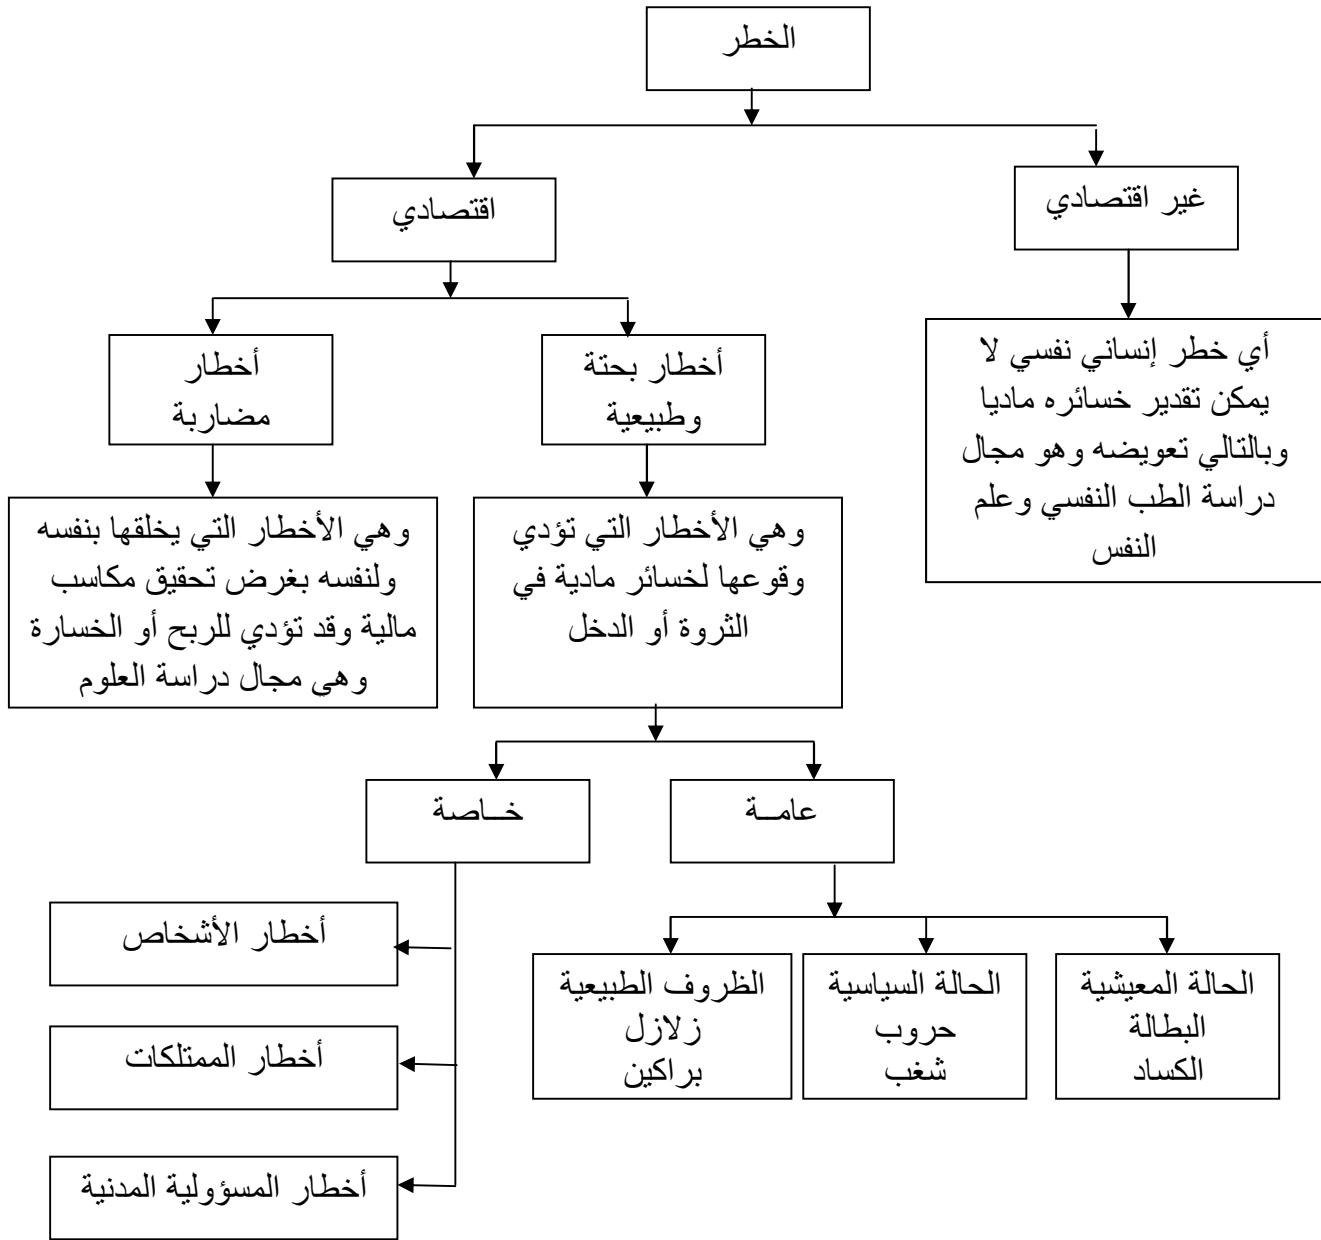 الخطر
غير اقتصادي
اقتصادي
أي خطر إنساني نفسي لا
يمكن تقدير خسائره ماديا
وبالتالي تعويضه وهو مجال
دراسة الطب النفسي وعلم
النفس
أخطار بحتة
وطبيعية
أخطار
مضاربة
وهي الأخطار التي تؤدي
وقوعها لخسائر مادية في
الثروة أو الدخل
وهي الأخطار التي يخلقها بنفسه
ولنفسه بغرض تحقيق مكاسب
مالية وقد تؤدي للربح أو الخسارة
وهي مجال دراسة العلوم
عامــة
خــاصة
الحالة المعيشية
البطالة
الكساد
الحالة السياسية
حروب
شغب
الظروف الطبيعية
زلازل
براكين
أخطار الأشخاص
أخطار الممتلكات
أخطار المسؤولية المدنية